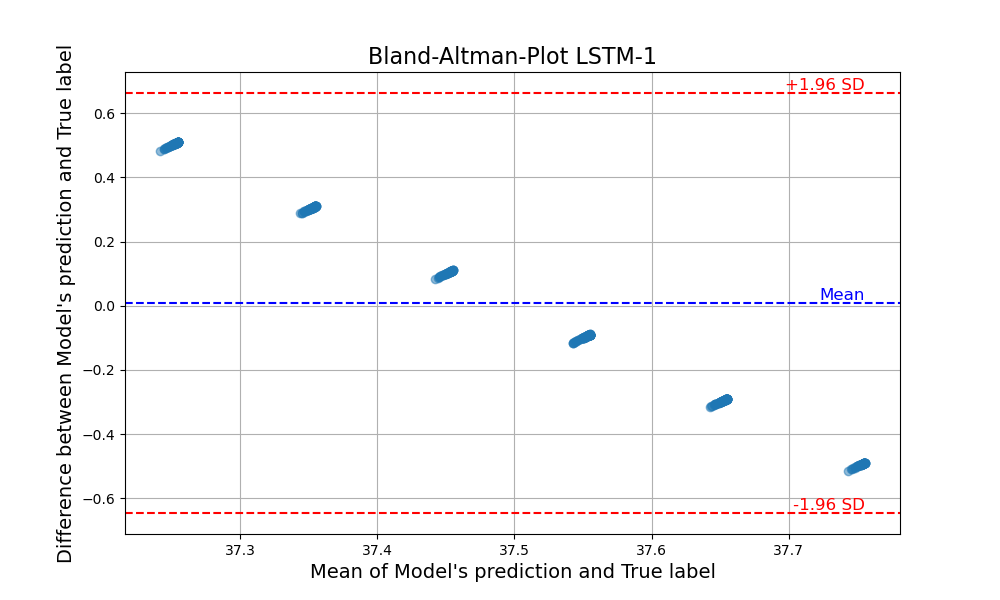 Bland-Altman-Plot LSTM-1
Difference between Model's prediction and True label
0.6
0.4
0.2
0.0
−0.2
−0.4
−0.6
+1.96 SD
Mean
-1.96 SD
37.3 37.4 37.5 37.6 37.7
Mean of Model's prediction and True label